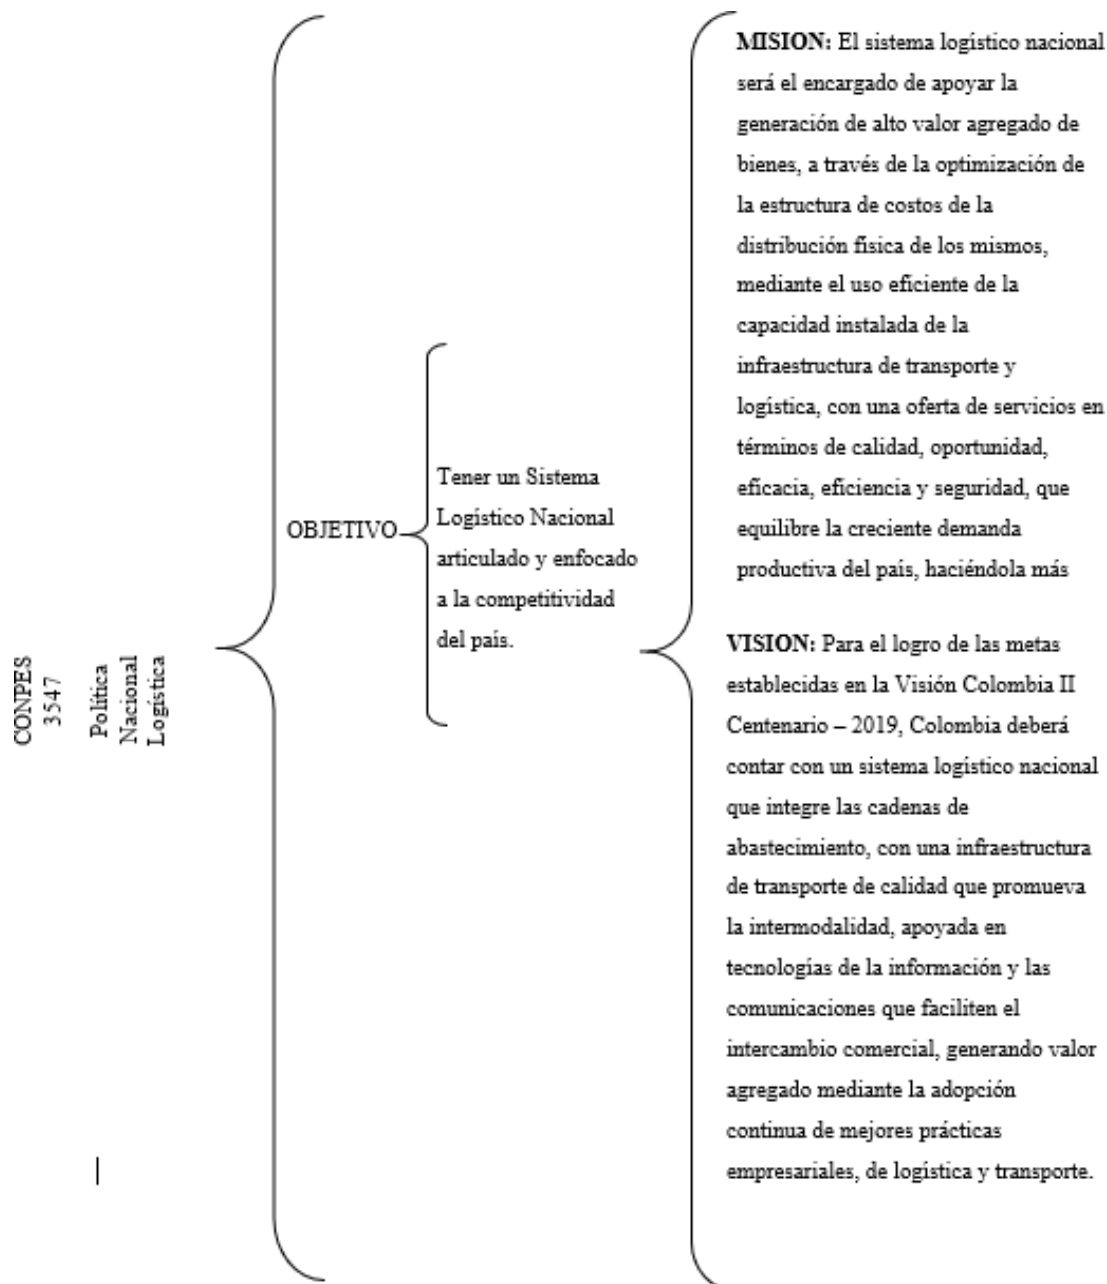 CONPES
3547
Política
Nacional
Logística
OBJETIVO
Tener un Sistema
Logístico Nacional
articulado y enfocado
a la competitividad
del país.
MISION: El sistema logístico nacional
será el encargado de apoyar la
generación de alto valor agregado de
bienes, a través de la optimización de
la estructura de costos de la
distribución física de los mismos,
mediante el uso eficiente de la
capacidad instalada de la
infraestructura de transporte y
logística, con una oferta de servicios en
términos de calidad, oportunidad,
eficacia, eficiencia y seguridad, que
equilibre la creciente demanda
productiva del país, haciéndola más
VISION: Para el logro de las metas
establecidas en la Visión Colombia II
Centenario – 2019, Colombia deberá
contar con un sistema logístico nacional
que integre las cadenas de
abastecimiento, con una infraestructura
de transporte de calidad que promueva
la intermodalidad, apoyada en
tecnologías de la información y las
comunicaciones que faciliten el
intercambio comercial, generando valor
agregado mediante la adopción
continua de mejores prácticas
empresariales, de logística y transporte.